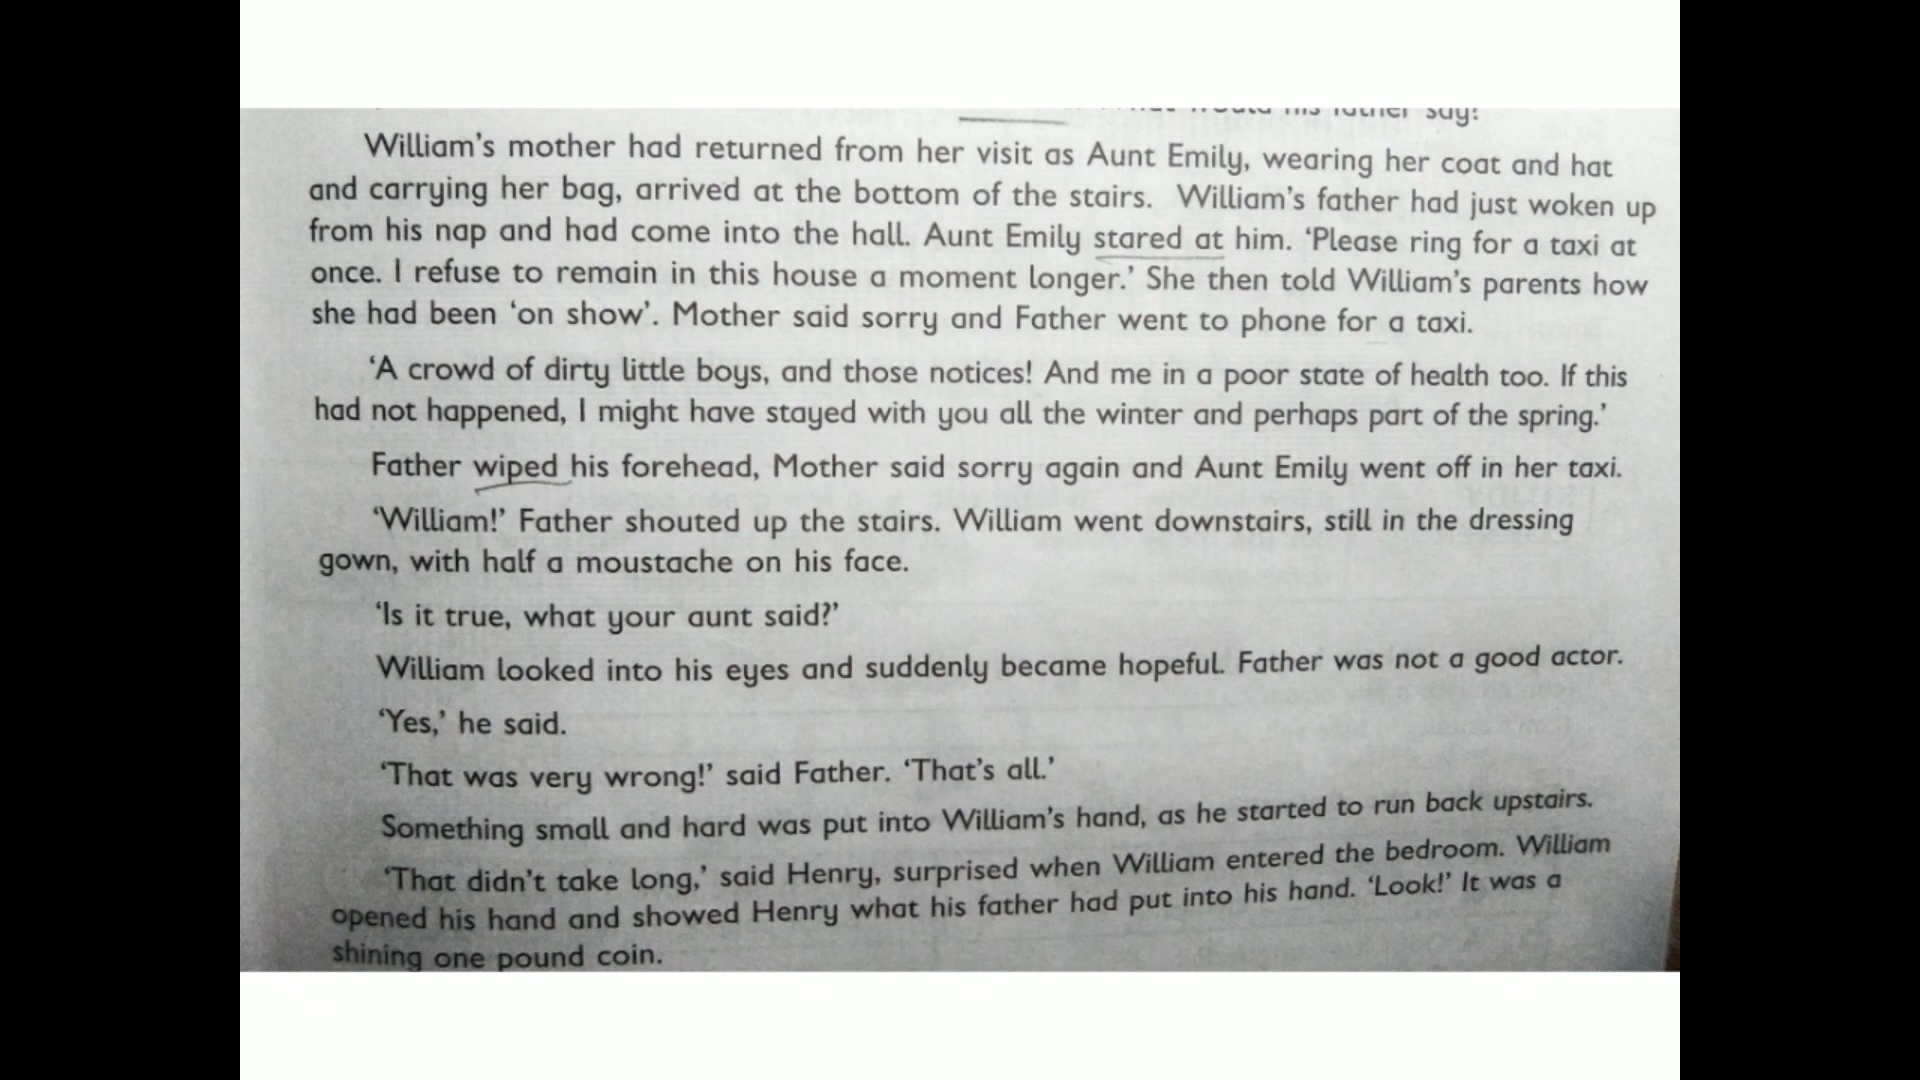 his father say?
William's mother had returned from her visit as Aunt Emily, wearing her coat and hat
and carrying her bag, arrived at the bottom of the stairs. William's father had just woken up
from his nap and had come into the hall. Aunt Emily stared at him. 'Please ring for a taxi at
once. I refuse to remain in this house a moment longer.' She then told William's parents how
she had been 'on show'. Mother said sorry and Father went to phone for a taxi.
'A crowd of dirty little boys, and those notices! And me in a poor state of health too. If this
had not happened, I might have stayed with you all the winter and perhaps part of the spring.'
Father wiped his forehead, Mother said sorry again and Aunt Emily went off in her taxi.
'William!' Father shouted up the stairs. William went downstairs, still in the dressing
gown, with half a moustache on his face.
'Is it true, what your aunt said?'
William looked into his eyes and suddenly became hopeful. Father was not a good actor.
'Yes,' he said.
'That was very wrong!' said Father. 'That's all.'
Something small and hard was put into William's hand, as he started to run back upstairs.
'That didn't take long,' said Henry, surprised when William entered the bedroom. William
opened his hand and showed Henry what his father had put into his hand. 'Look!' It was a
shining one pound coin.